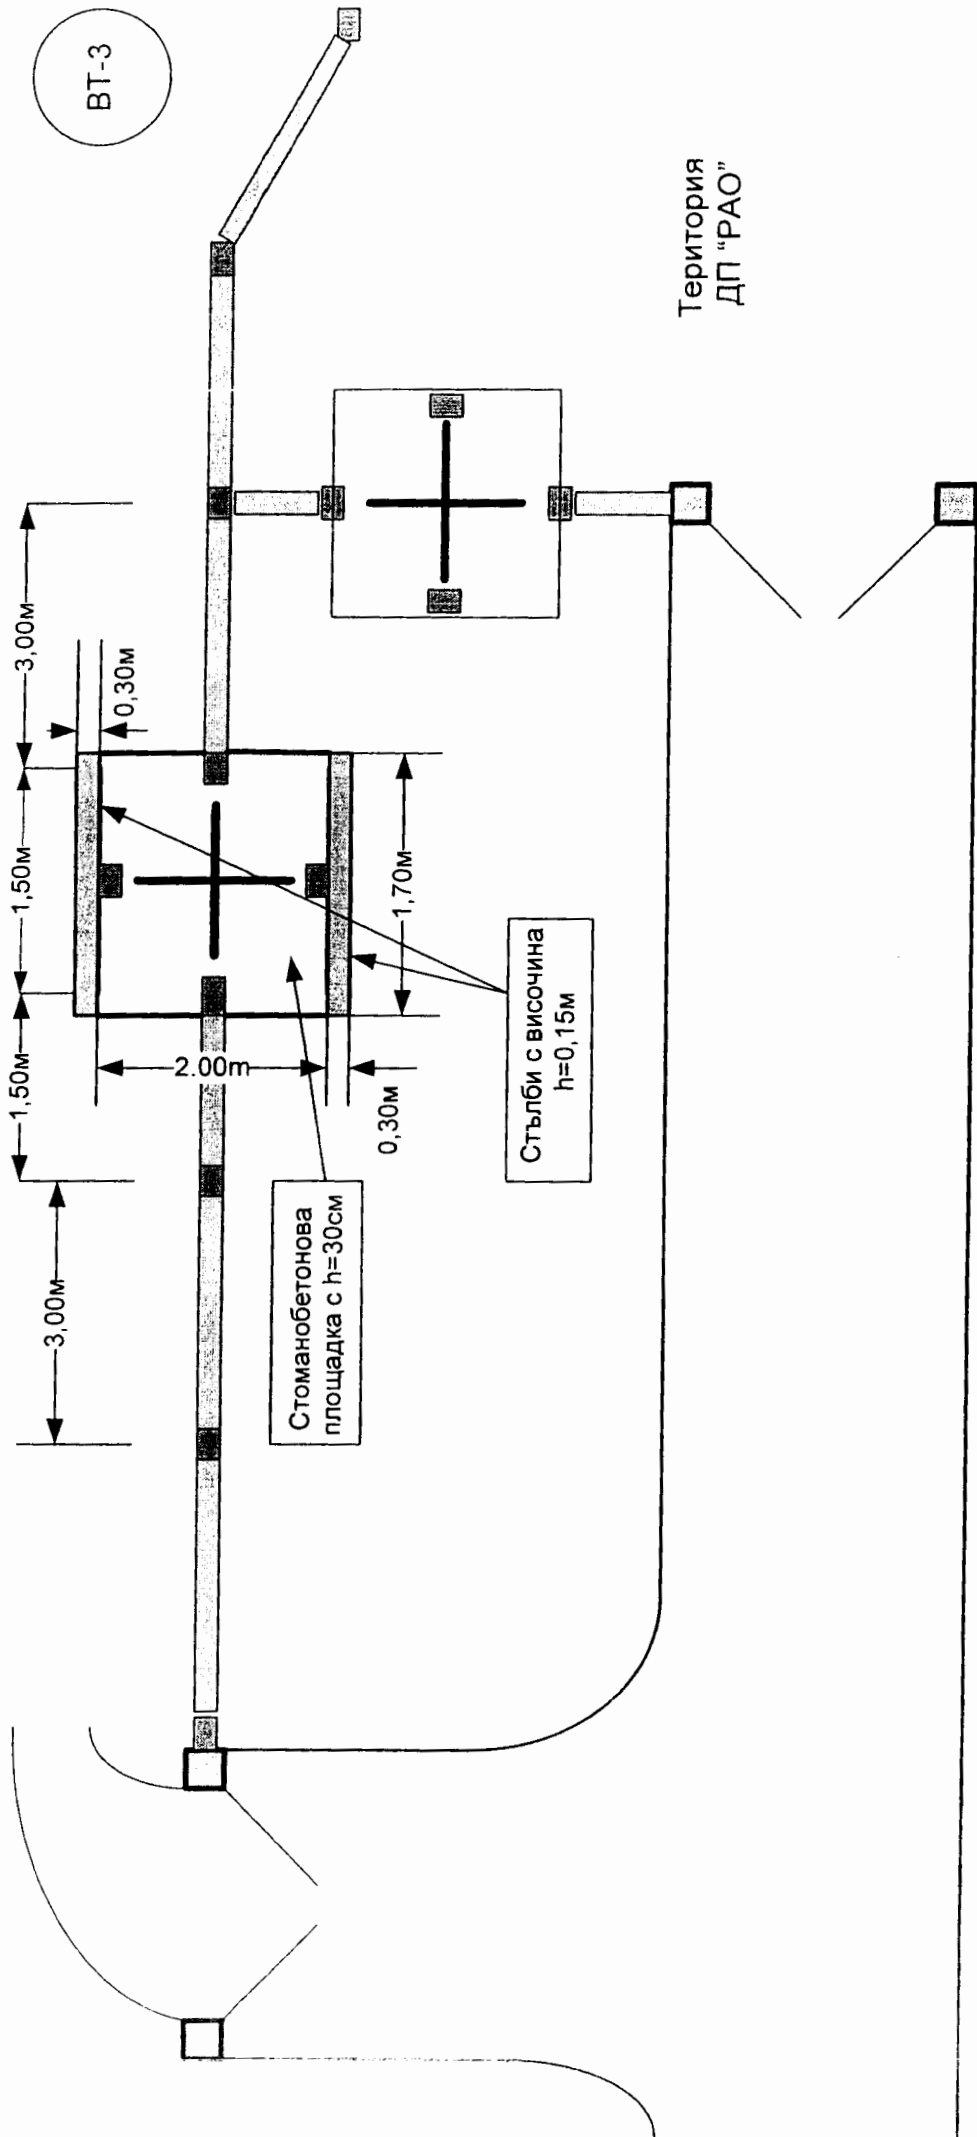 ВТ-3
3,00м
1,50м
1,50м
3,00м
0,30м
2.00m
1,70м
0,30м
Стоманобетонова
площадка с h=30см
Стълби с височина
h=0,15м
Територия
ДП "РАО"